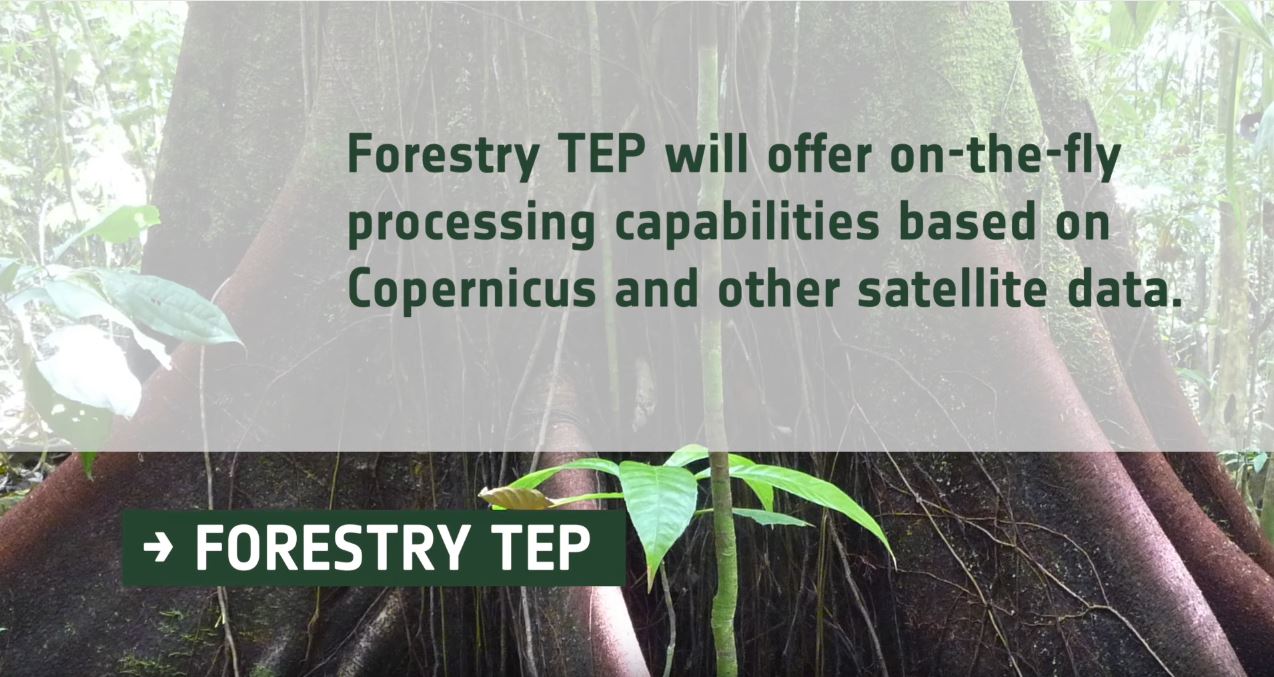 Forestry TEP will offer on-the-fly
processing capabilities based on
Copernicus and other satellite data.
→ FORESTRY TEP